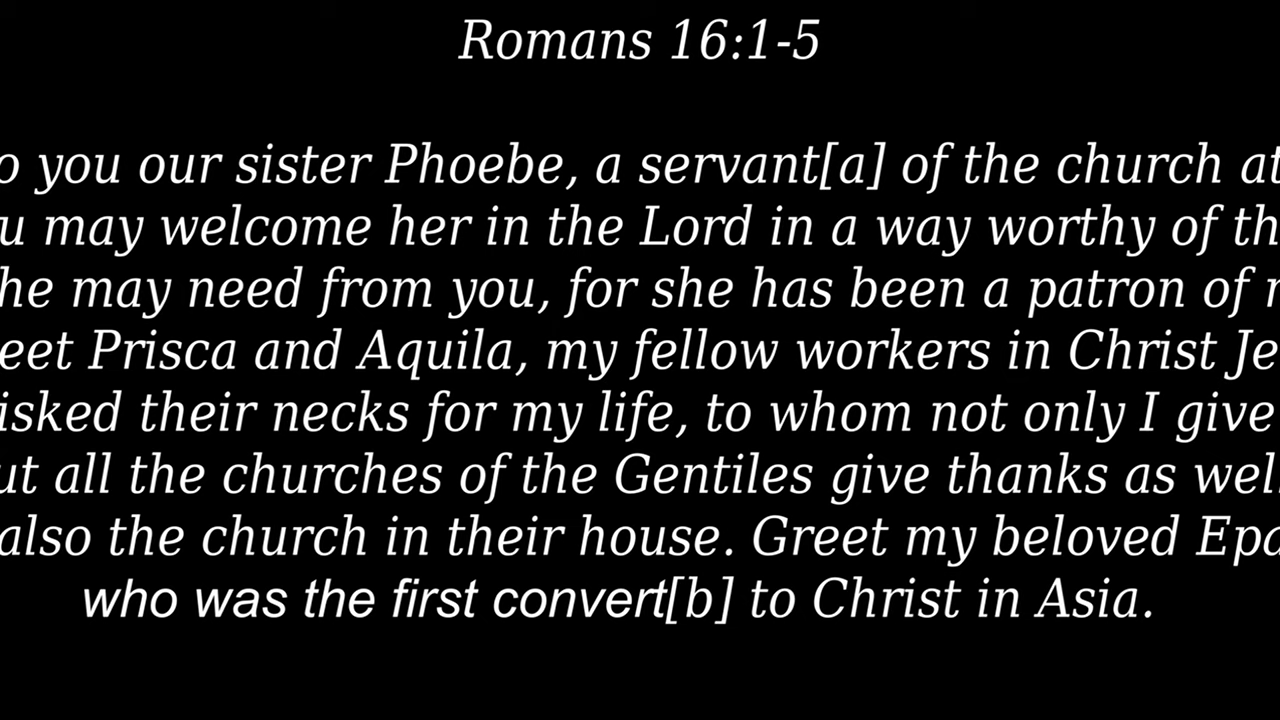 Romans 16:1-5
o you our sister Phoebe, a servant[a] of the church at
u may welcome her in the Lord in a way worthy of th
he may need from you, for she has been a patron of
eet Prisca and Aquila, my fellow workers in Christ Je
isked their necks for my life, to whom not only I give
ut all the churches of the Gentiles give thanks as well
also the church in their house. Greet my beloved Epa
who was the first convert[b] to Christ in Asia.